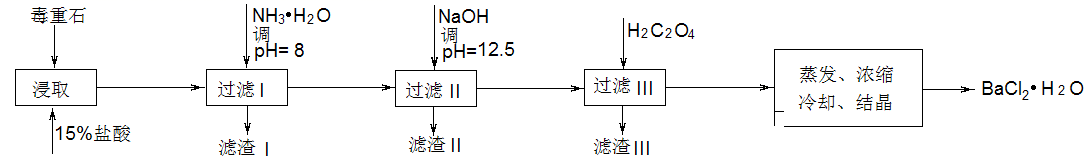 毒重石
浸取
15%盐酸
NH₃•H₂O
调
pH= 8
过滤 I
滤渣 I
NaOH
调
pH=12.5
过滤 II
滤渣II
H₂C₂O₄
过滤 III
滤渣III
蒸发、浓缩
冷却、结晶
BaCl₂•H₂O